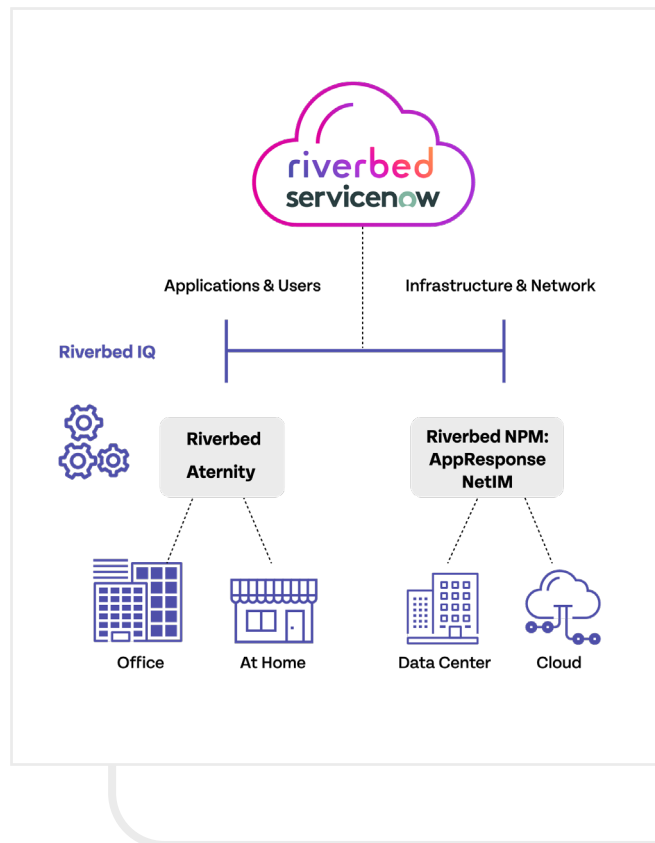 riverbed
servicenow
Applications & Users
Infrastructure & Network
Riverbed IQ
Riverbed
Aternity
Riverbed NPM:
AppResponse
NetIM
Office
At Home
Data Center
Cloud